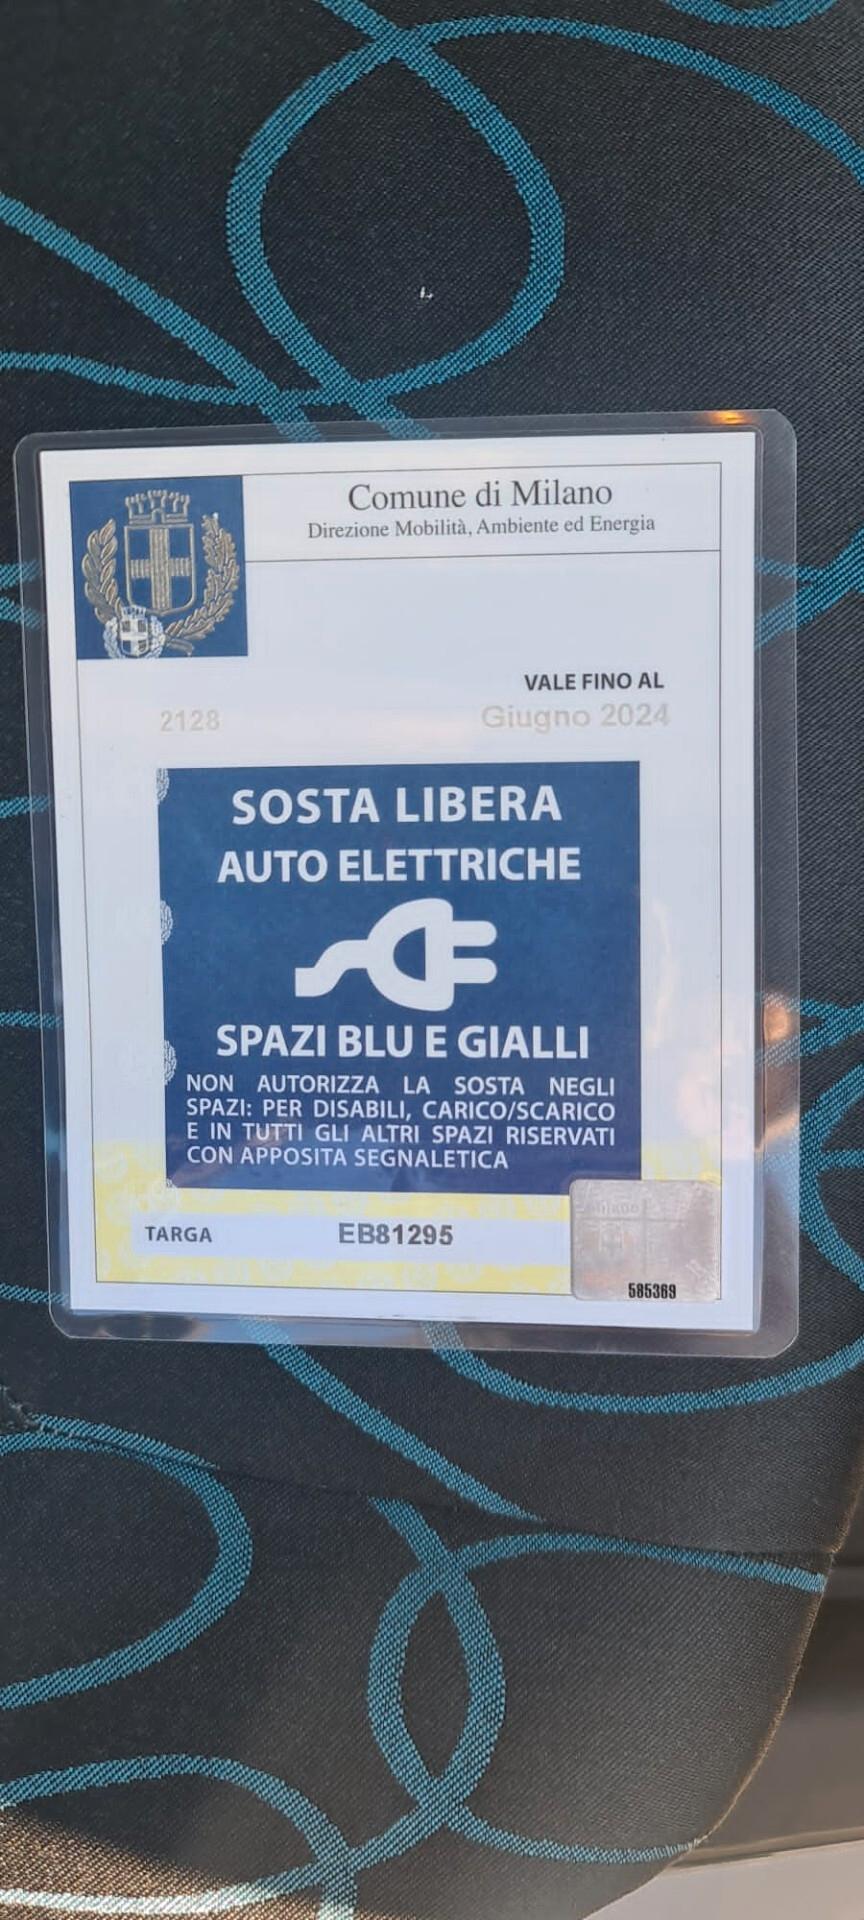 Comune di Milano
Direzione Mobilità, Ambiente ed Energia
VALE FINO AL
2128 Giugno 2024
SOSTA LIBERA
AUTO ELETTRICHE
SPAZI BLU E GIALLI
NON AUTORIZZA LA SOSTA NEGLI
SPAZI: PER DISABILI, CARICO/SCARICO
E IN TUTTI GLI ALTRI SPAZI RISERVATI
CON APPOSITA SEGNALETICA
TARGA EB81295
585369